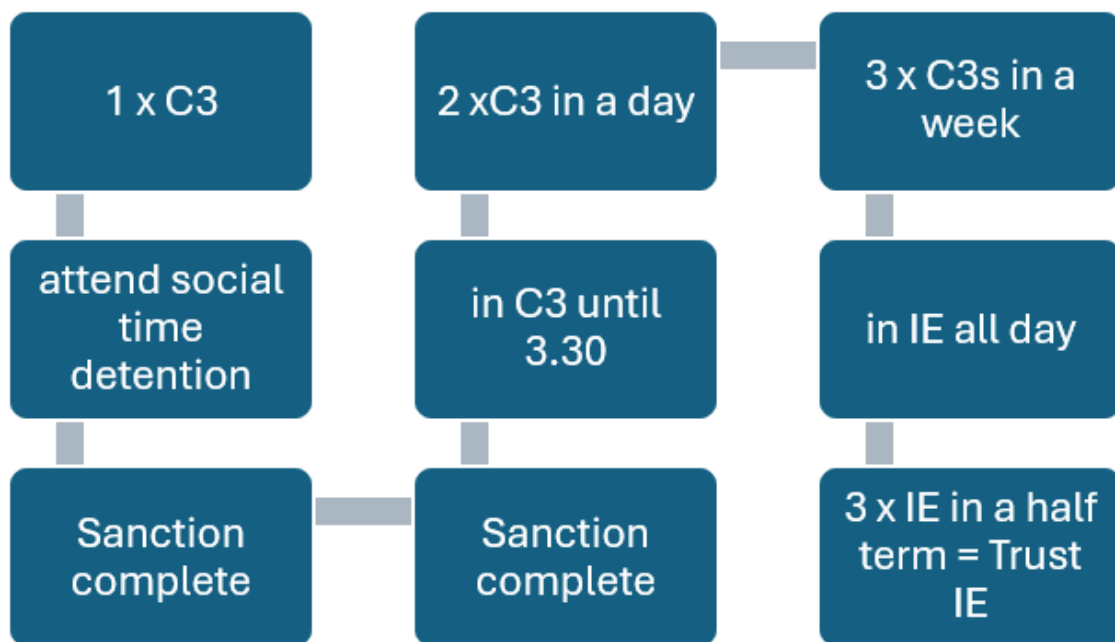 1 x C3
attend social
time
detention
Sanction
complete
2 xC3 in a day
in C3 until
3.30
Sanction
complete
3 x C3s in a
week
in IE all day
3 x IE in a half
term = Trust
IE